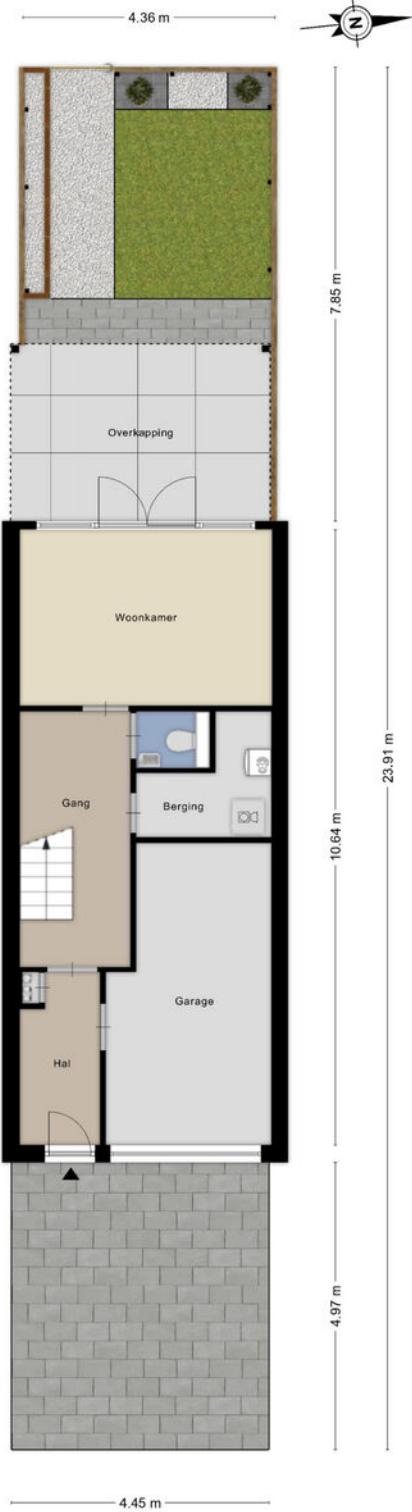 4.36 m
N
7.85 m
Overkapping
Woonkamer
23.91 m
Gang
Berging
10.64 m
Garage
Hal
4.97 m
4.45 m